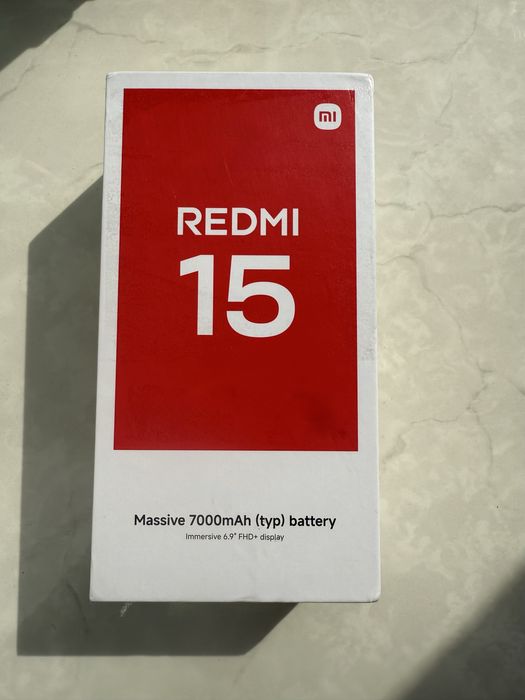 mi
REDMI
15
Massive 7000mAh (typ) battery
Immersive 6.9" FHD+ display